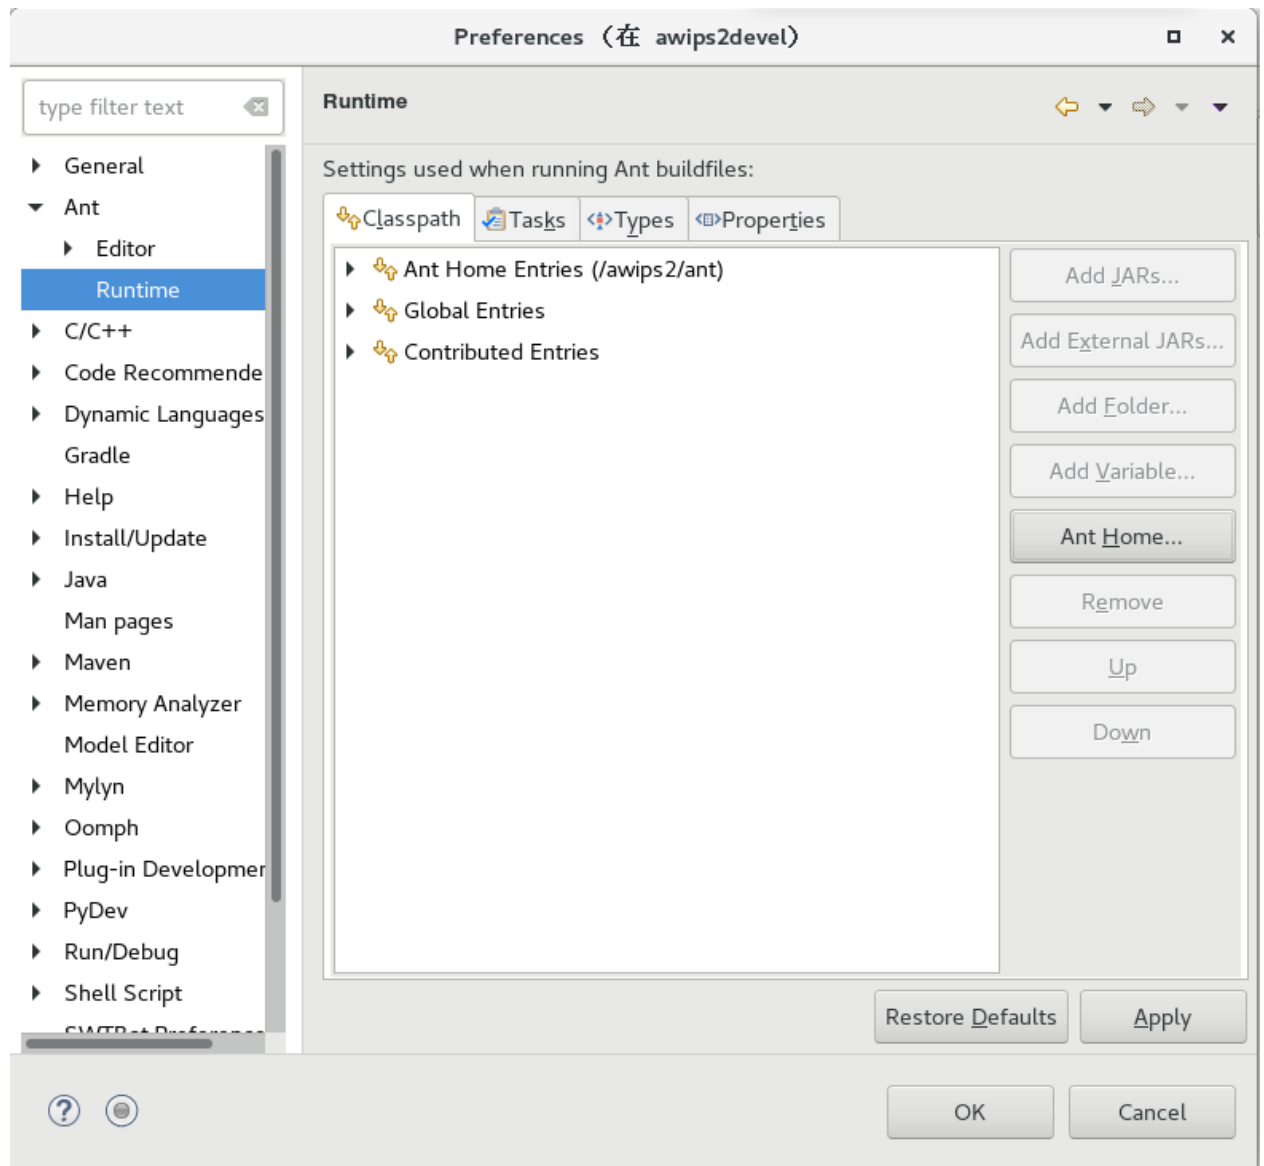 Preferences （在 awips2devel)
type filter text
General
Ant
Editor
Runtime
C/C++
Code Recommende
Dynamic Languages
Gradle
Help
Install/Update
Java
Man pages
Maven
Memory Analyzer
Model Editor
Mylyn
Oomph
Plug-in Developmer
PyDev
Run/Debug
Shell Script
SWTBot Preference
Runtime
Settings used when running Ant buildfiles:
Classpath Tasks Types Properties
Ant Home Entries (/awips2/ant)
Global Entries
Contributed Entries
Add JARs...
Add External JARs...
Add Folder...
Add Variable...
Ant Home...
Remove
Up
Down
Restore Defaults Apply
OK Cancel